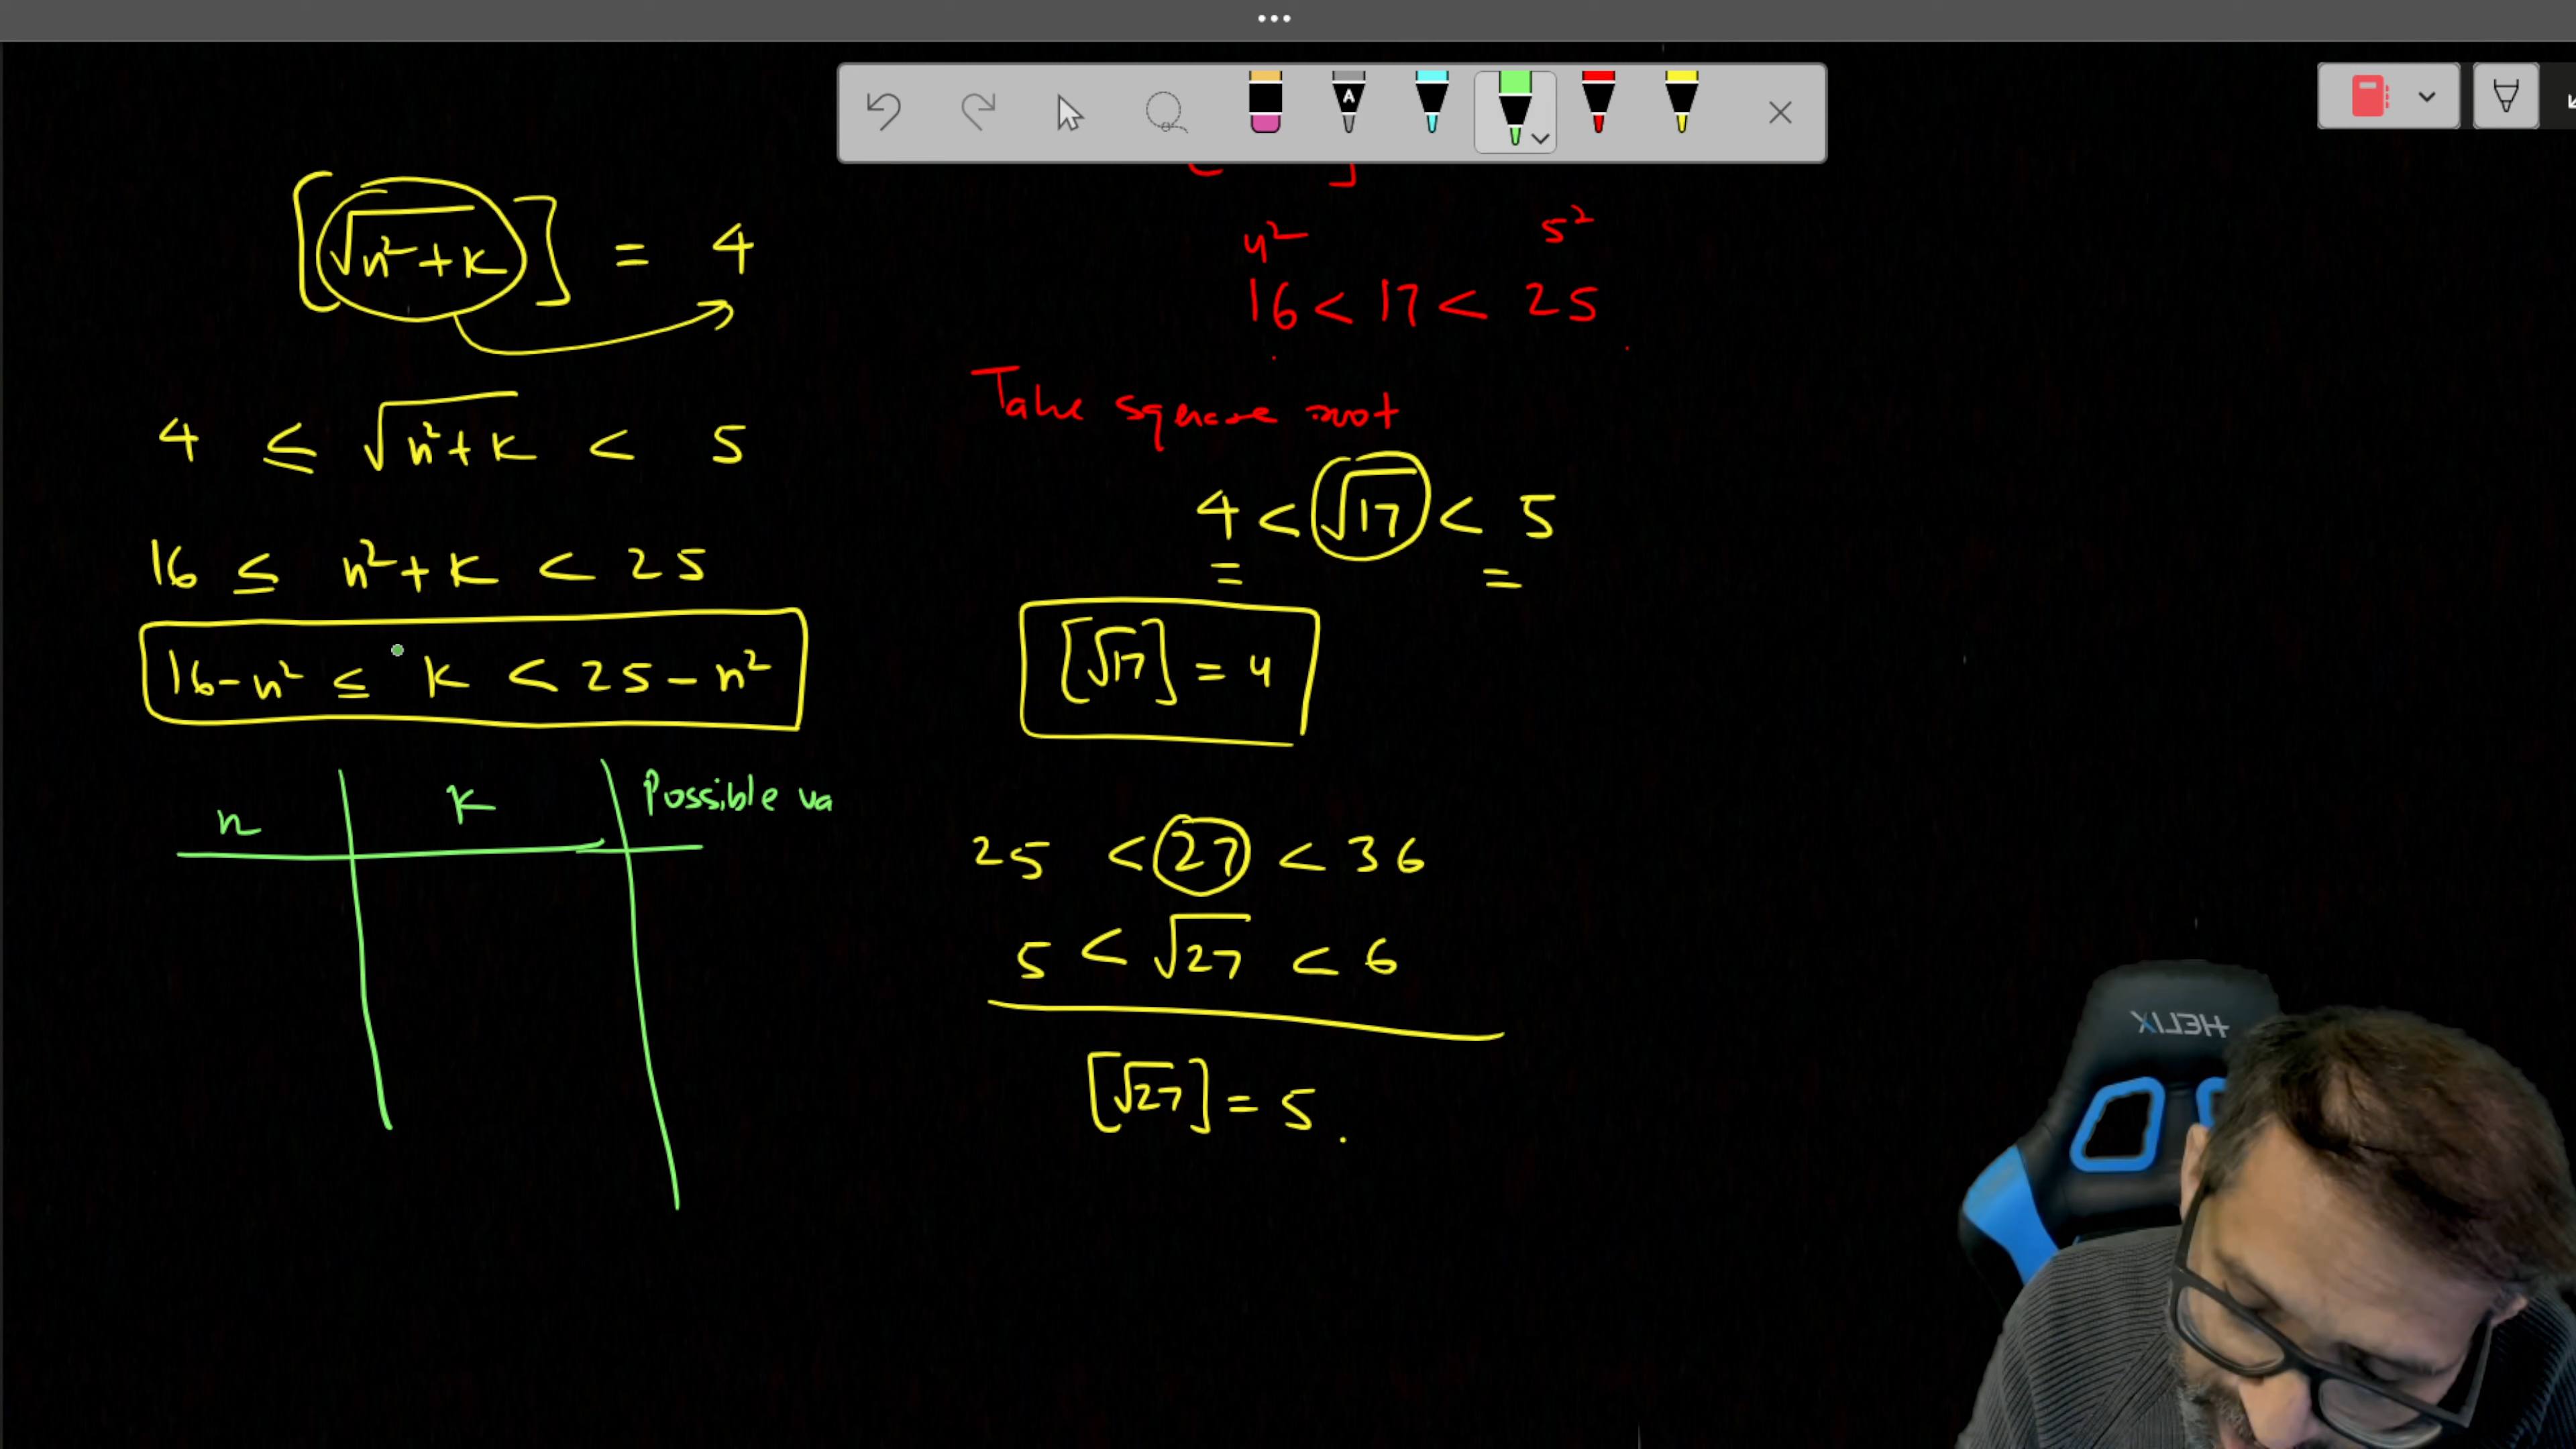 [√n²+k] = 4
4 ≤ √n²+k < 5
16 ≤ n²+k < 25
16-n² ≤ k < 25-n²
n k Possible va
4² 5²
16 < 17 < 25
Take square root
4 < √17 < 5
= =
[√17] = 4
25 < 27 < 36
5 < √27 < 6
[√27] = 5.
A
HELIX